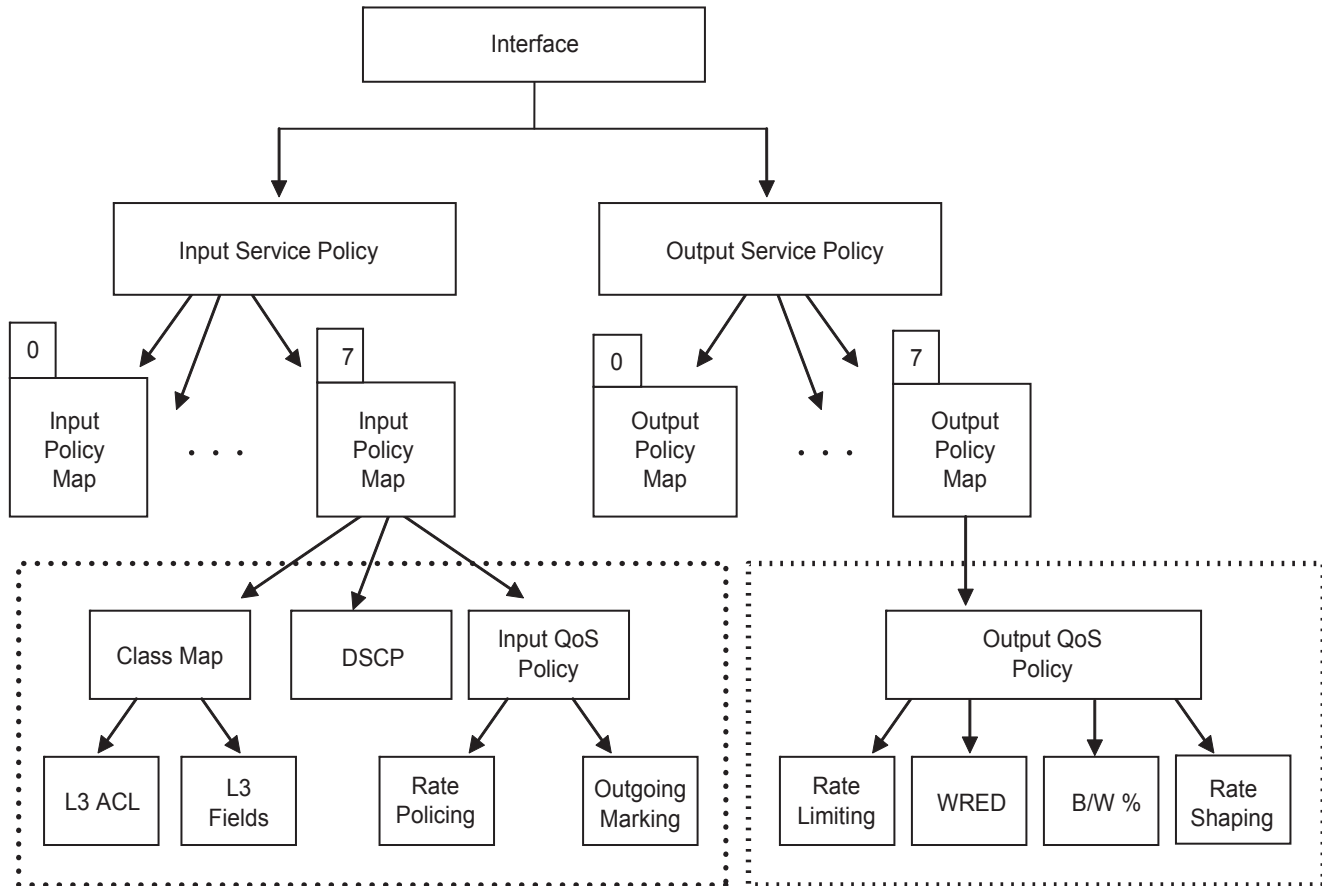 Interface
Input Service Policy
Output Service Policy
0
7
0
7
Input
Policy
Map
. . .
Input
Policy
Map
Output
Policy
Map
. . .
Output
Policy
Map
Class Map
DSCP
Input QoS
Policy
Output QoS
Policy
L3 ACL
L3
Fields
Rate
Policing
Outgoing
Marking
Rate
Limiting
WRED
B/W %
Rate
Shaping